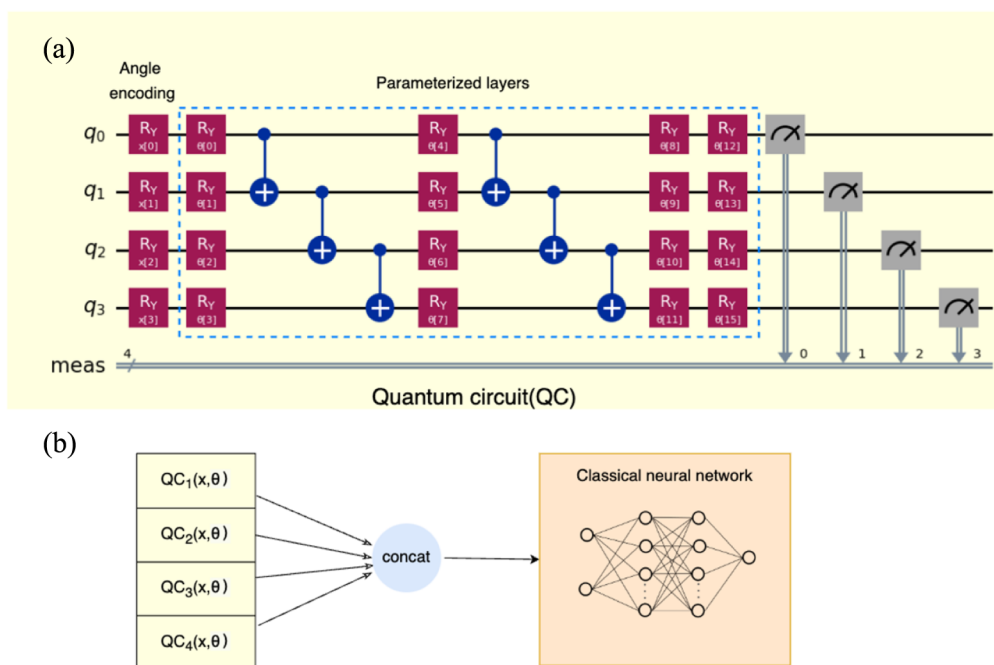 (a)
Angle
encoding
Parameterized layers
q0 RY x[0] RY θ[0] RY θ[4] RY θ[8] RY θ[12]
q1 RY x[1] RY θ[1] RY θ[5] RY θ[9] RY θ[13]
q2 RY x[2] RY θ[2] RY θ[6] RY θ[10] RY θ[14]
q3 RY x[3] RY θ[3] RY θ[7] RY θ[11] RY θ[15]
meas 4 0 1 2 3
Quantum circuit(QC)
(b)
QC₁(x,θ)
QC₂(x,θ)
QC₃(x,θ)
QC₄(x,θ)
concat
Classical neural network